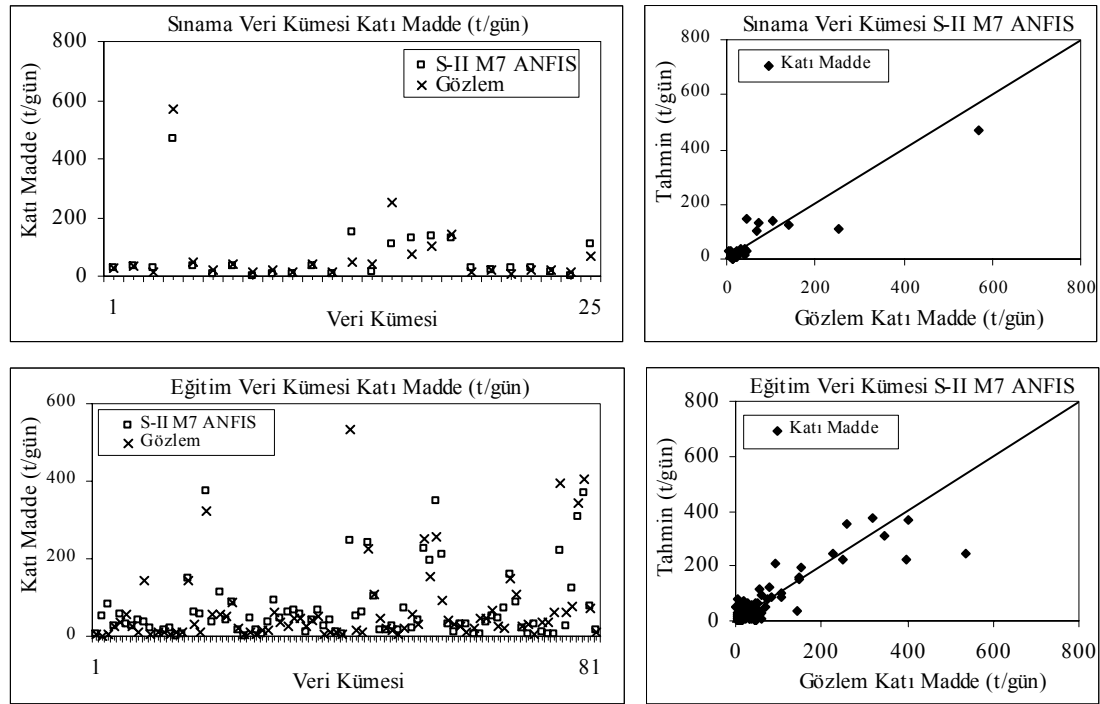 Sınama Veri Kümesi Katı Madde (t/gün)
800
600
400
200
0
Katı Madde (t/gün)
S-II M7 ANFIS
Gözlem
1
25
Veri Kümesi
Sınama Veri Kümesi S-II M7 ANFIS
800
600
400
200
0
Tahmin (t/gün)
Katı Madde
0
200
400
600
800
Gözlem Katı Madde (t/gün)
Eğitim Veri Kümesi Katı Madde (t/gün)
600
400
200
0
Katı Madde (t/gün)
S-II M7 ANFIS
Gözlem
1
81
Veri Kümesi
Eğitim Veri Kümesi S-II M7 ANFIS
800
600
400
200
0
Tahmin (t/gün)
Katı Madde
0
200
400
600
800
Gözlem Katı Madde (t/gün)